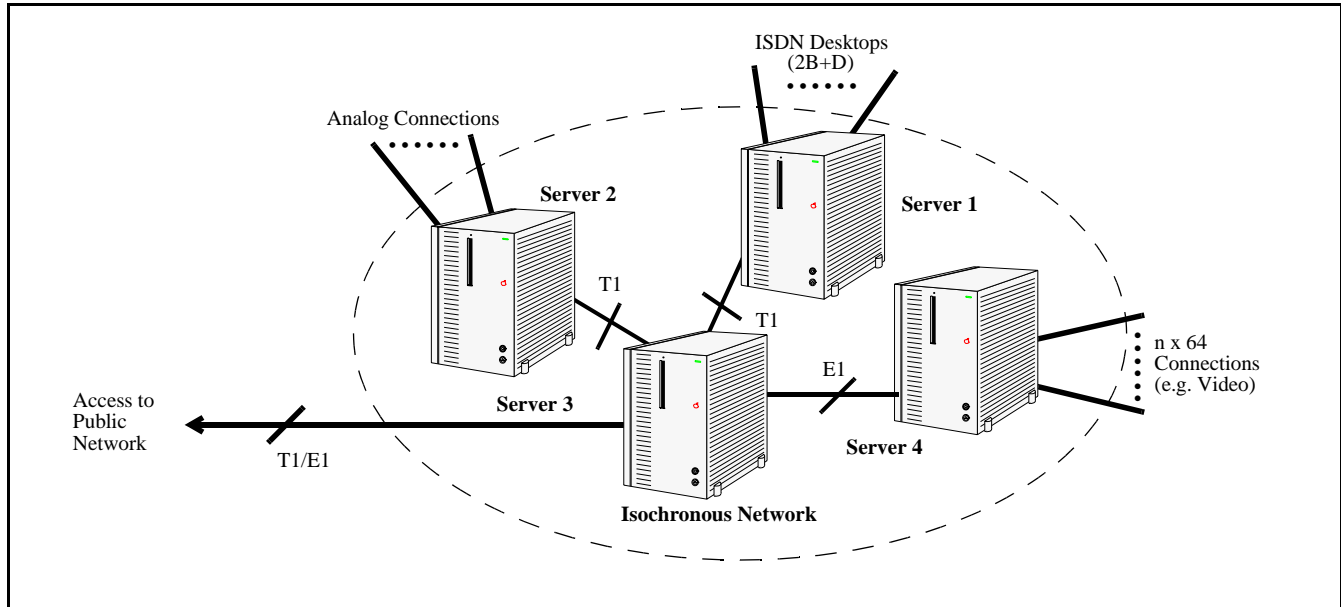 ISDN Desktops
(2B+D)
Analog Connections
Server 2
Server 1
T1
T1
E1
n x 64
Connections
(e.g. Video)
Access to
Public
Network
Server 3
Server 4
T1/E1
Isochronous Network